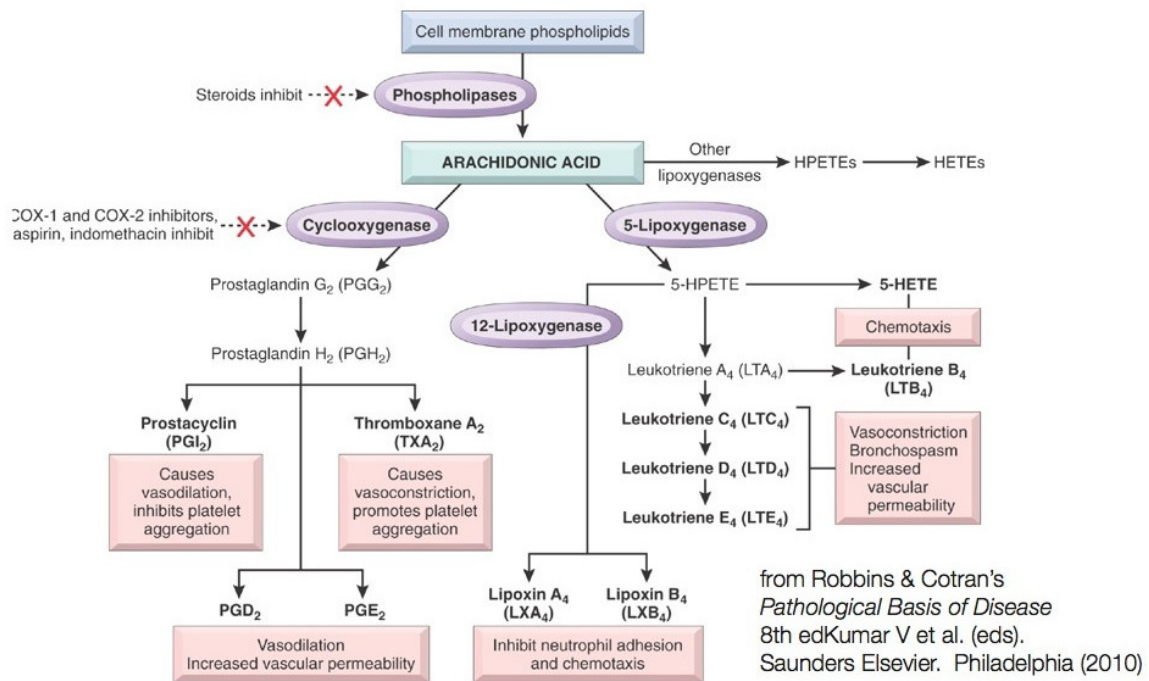 Cell membrane phospholipids
Steroids inhibit
Phospholipases
ARACHIDONIC ACID
Other
lipoxygenases
HPETEs
HETEs
COX-1 and COX-2 inhibitors,
aspirin, indomethacin inhibit
Cyclooxygenase
5-Lipoxygenase
Prostaglandin G₂ (PGG₂)
5-HPETE
5-HETE
12-Lipoxygenase
Chemotaxis
Prostaglandin H₂ (PGH₂)
Leukotriene A₄ (LTA₄)
Leukotriene B₄
(LTB₄)
Prostacyclin
(PGI₂)
Thromboxane A₂
(TXA₂)
Leukotriene C₄ (LTC₄)
Leukotriene D₄ (LTD₄)
Leukotriene E₄ (LTE₄)
Vasoconstriction
Bronchospasm
Increased
vascular
permeability
Causes
vasodilation,
inhibits platelet
aggregation
Causes
vasoconstriction,
promotes platelet
aggregation
PGD₂
PGE₂
Vasodilation
Increased vascular permeability
Lipoxin A₄
(LXA₄)
Lipoxin B₄
(LXB₄)
Inhibit neutrophil adhesion
and chemotaxis
from Robbins & Cotran's
Pathological Basis of Disease
8th edKumar V et al. (eds).
Saunders Elsevier. Philadelphia (2010)